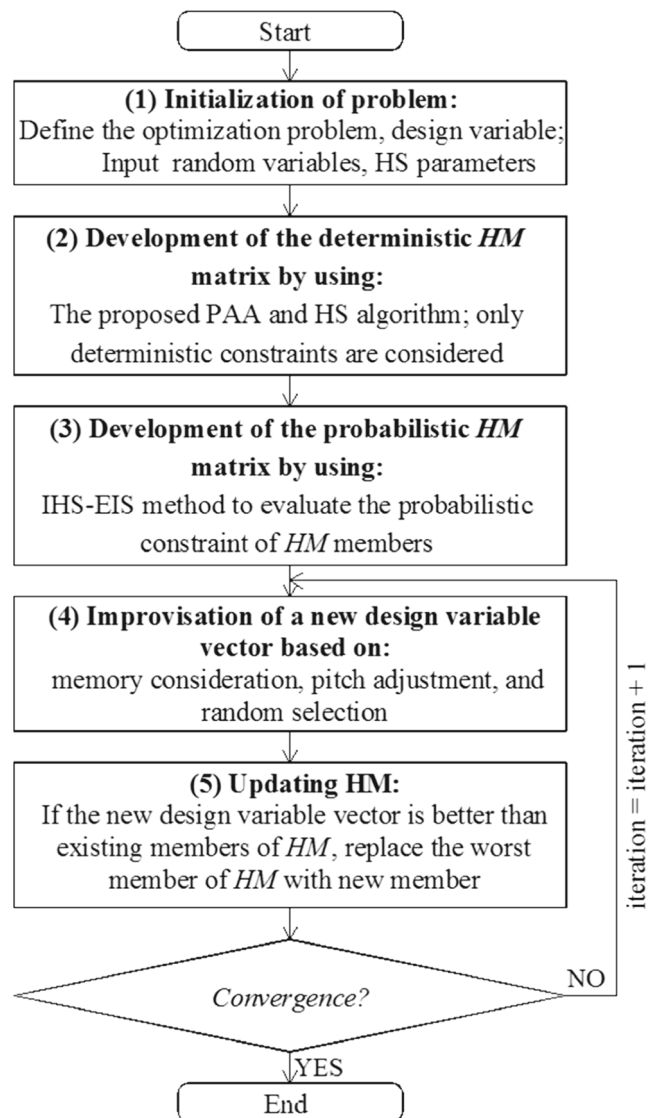 Start
(1) Initialization of problem:
Define the optimization problem, design variable;
Input random variables, HS parameters
(2) Development of the deterministic HM
matrix by using:
The proposed PAA and HS algorithm; only
deterministic constraints are considered
(3) Development of the probabilistic HM
matrix by using:
IHS-EIS method to evaluate the probabilistic
constraint of HM members
(4) Improvisation of a new design variable
vector based on:
memory consideration, pitch adjustment, and
random selection
(5) Updating HM:
If the new design variable vector is better than
existing members of HM, replace the worst
member of HM with new member
iteration = iteration + 1
Convergence?
NO
YES
End